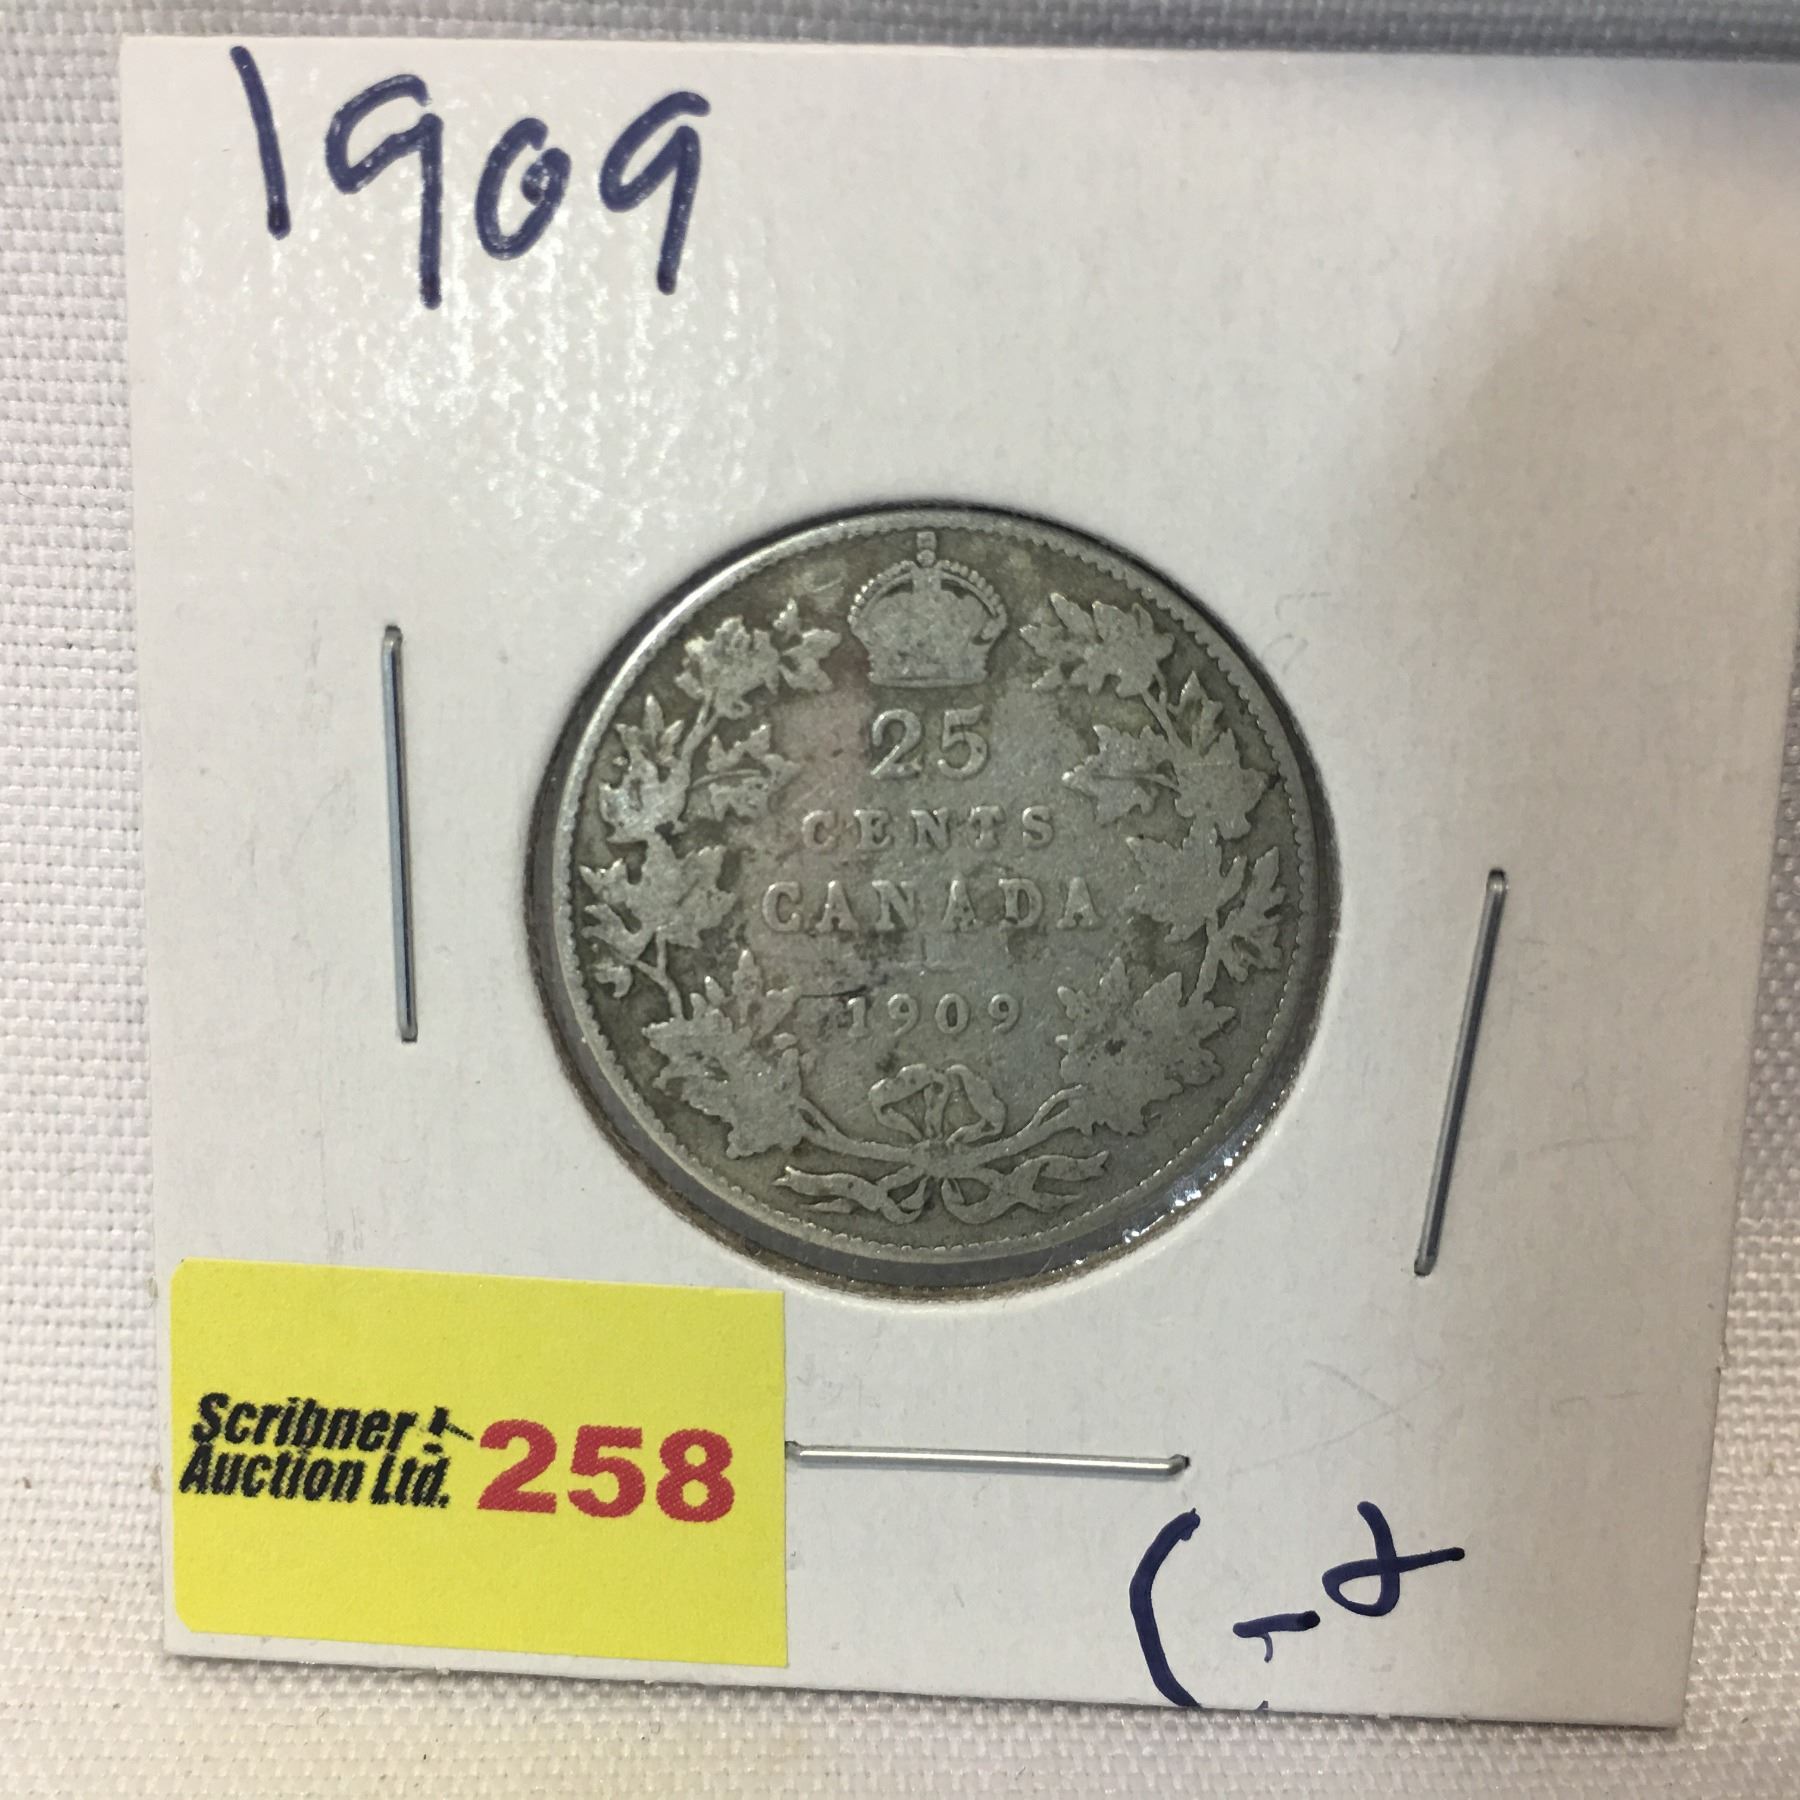 1909
25
CENTS
CANADA
1909
Scribner
Auction Ltd.
258